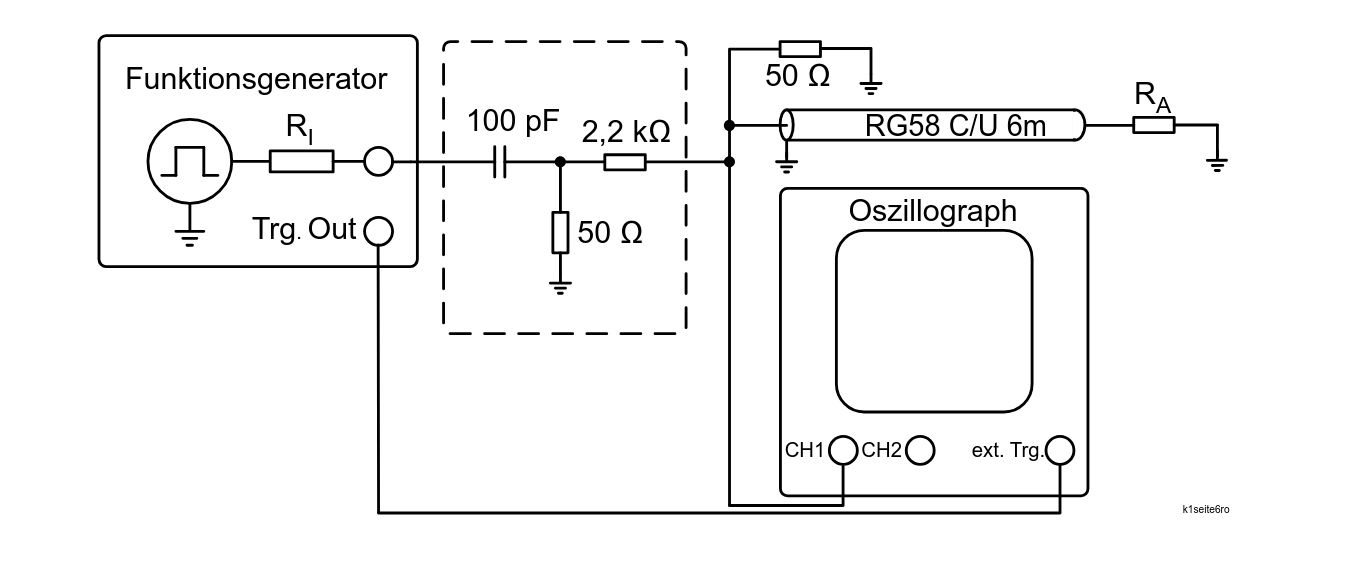 Funktionsgenerator
R_I
Trg. Out
100 pF
2,2 kΩ
50 Ω
50 Ω
RG58 C/U 6m
R_A
Oszillograph
CH1 CH2 ext. Trg.
k1seite6ro